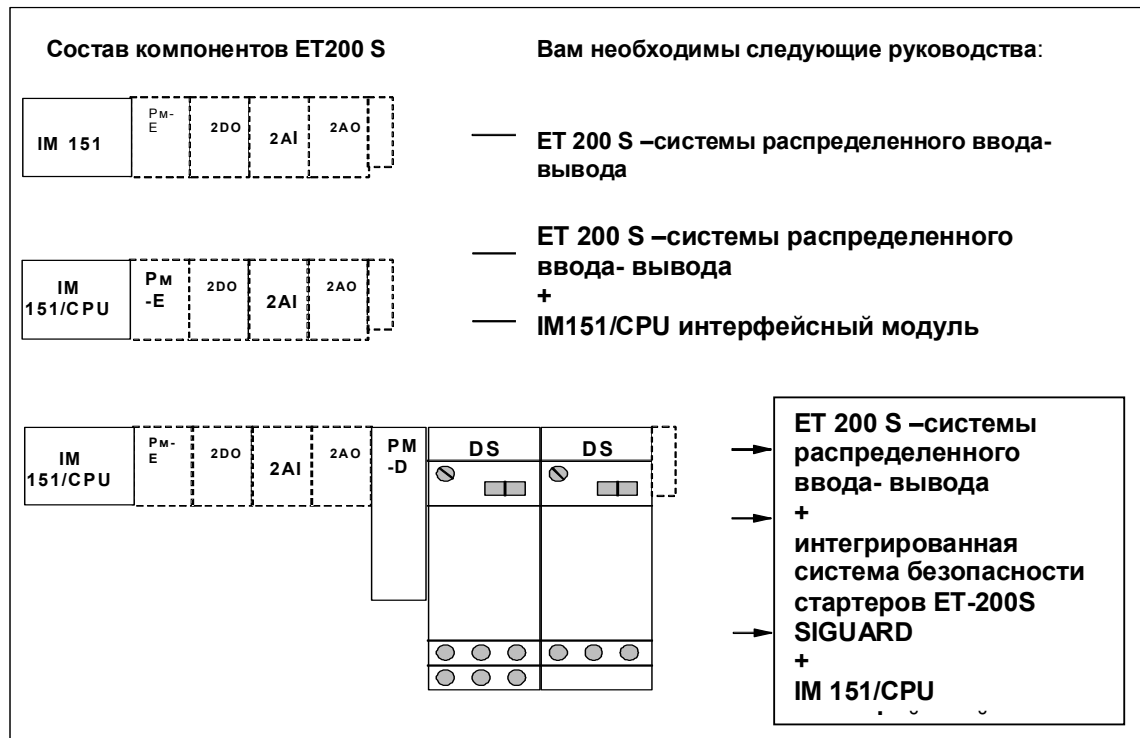 Состав компонентов ET200 S
Вам необходимы следующие руководства:
IM 151
Рм-
Е
2DO
2AI
2AO
ET 200 S –системы распределенного ввода-
вывода
IM
151/CPU
Рм
-Е
2DO
2AI
2AO
ET 200 S –системы распределенного
ввода- вывода
+
IM151/CPU интерфейсный модуль
IM
151/CPU
Рм-
Е
2DO
2AI
2AO
PM
-D
DS
DS
ET 200 S –системы
распределенного
ввода- вывода
+
интегрированная
система безопасности
стартеров ET-200S
SIGUARD
+
IM 151/CPU